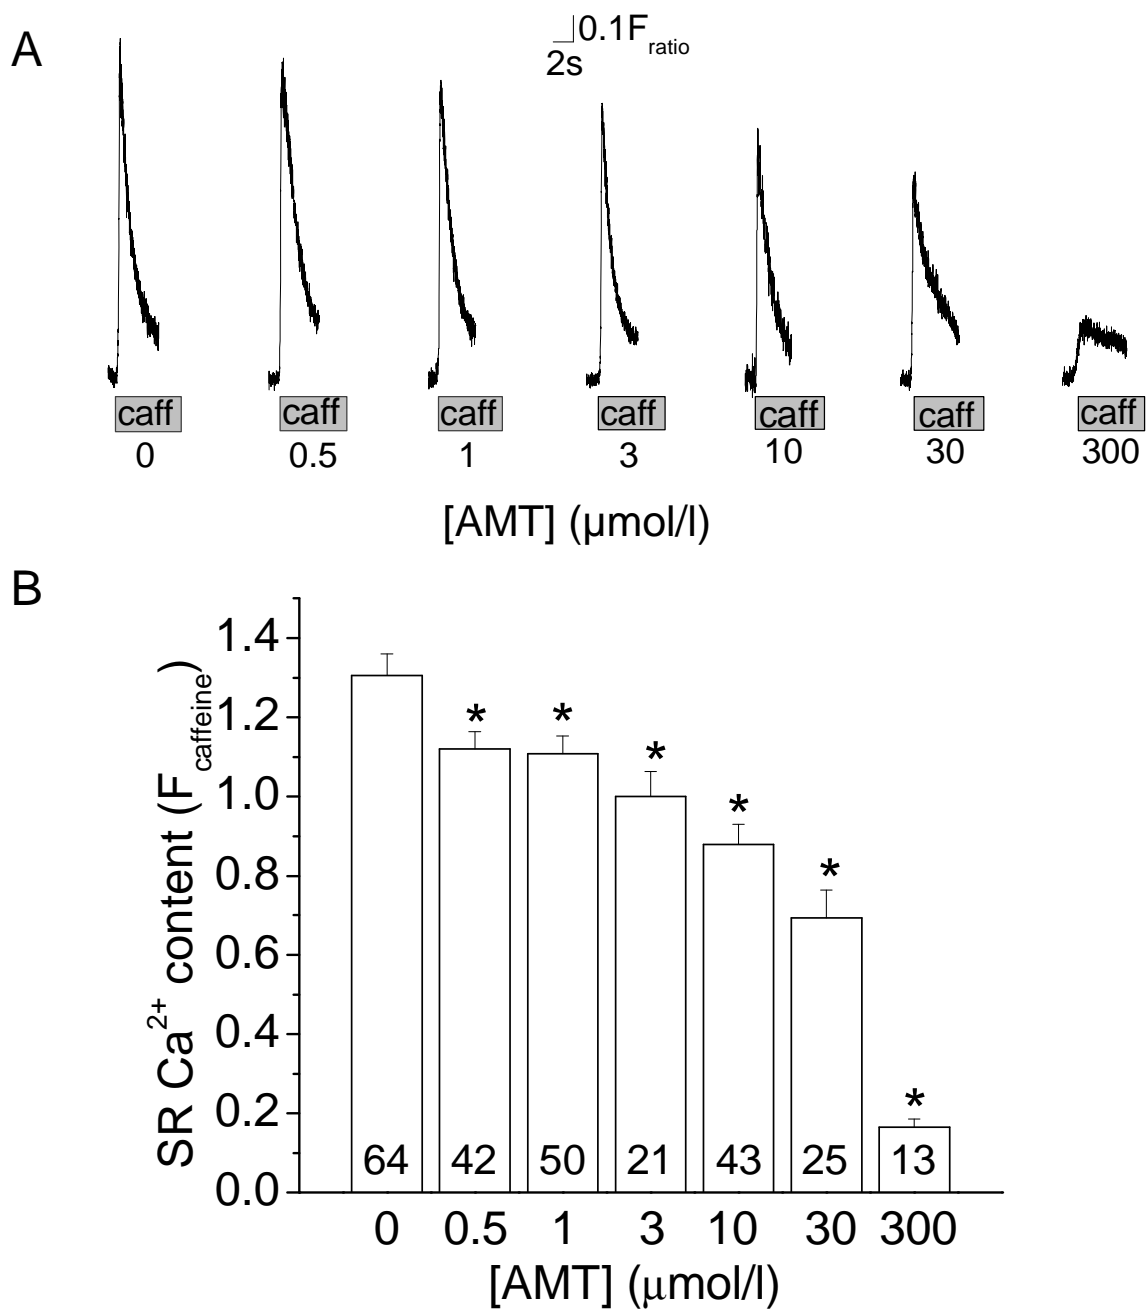 A
0.1F ratio
2s
caff caff caff caff caff caff caff
0 0.5 1 3 10 30 300
[AMT] (µmol/l)
B
SR Ca2+ content (Fcaffeine)
1.4
1.2
1.0
0.8
0.6
0.4
0.2
0.0
* * * * * *
64 42 50 21 43 25 13
0 0.5 1 3 10 30 300
[AMT] (μmol/l)